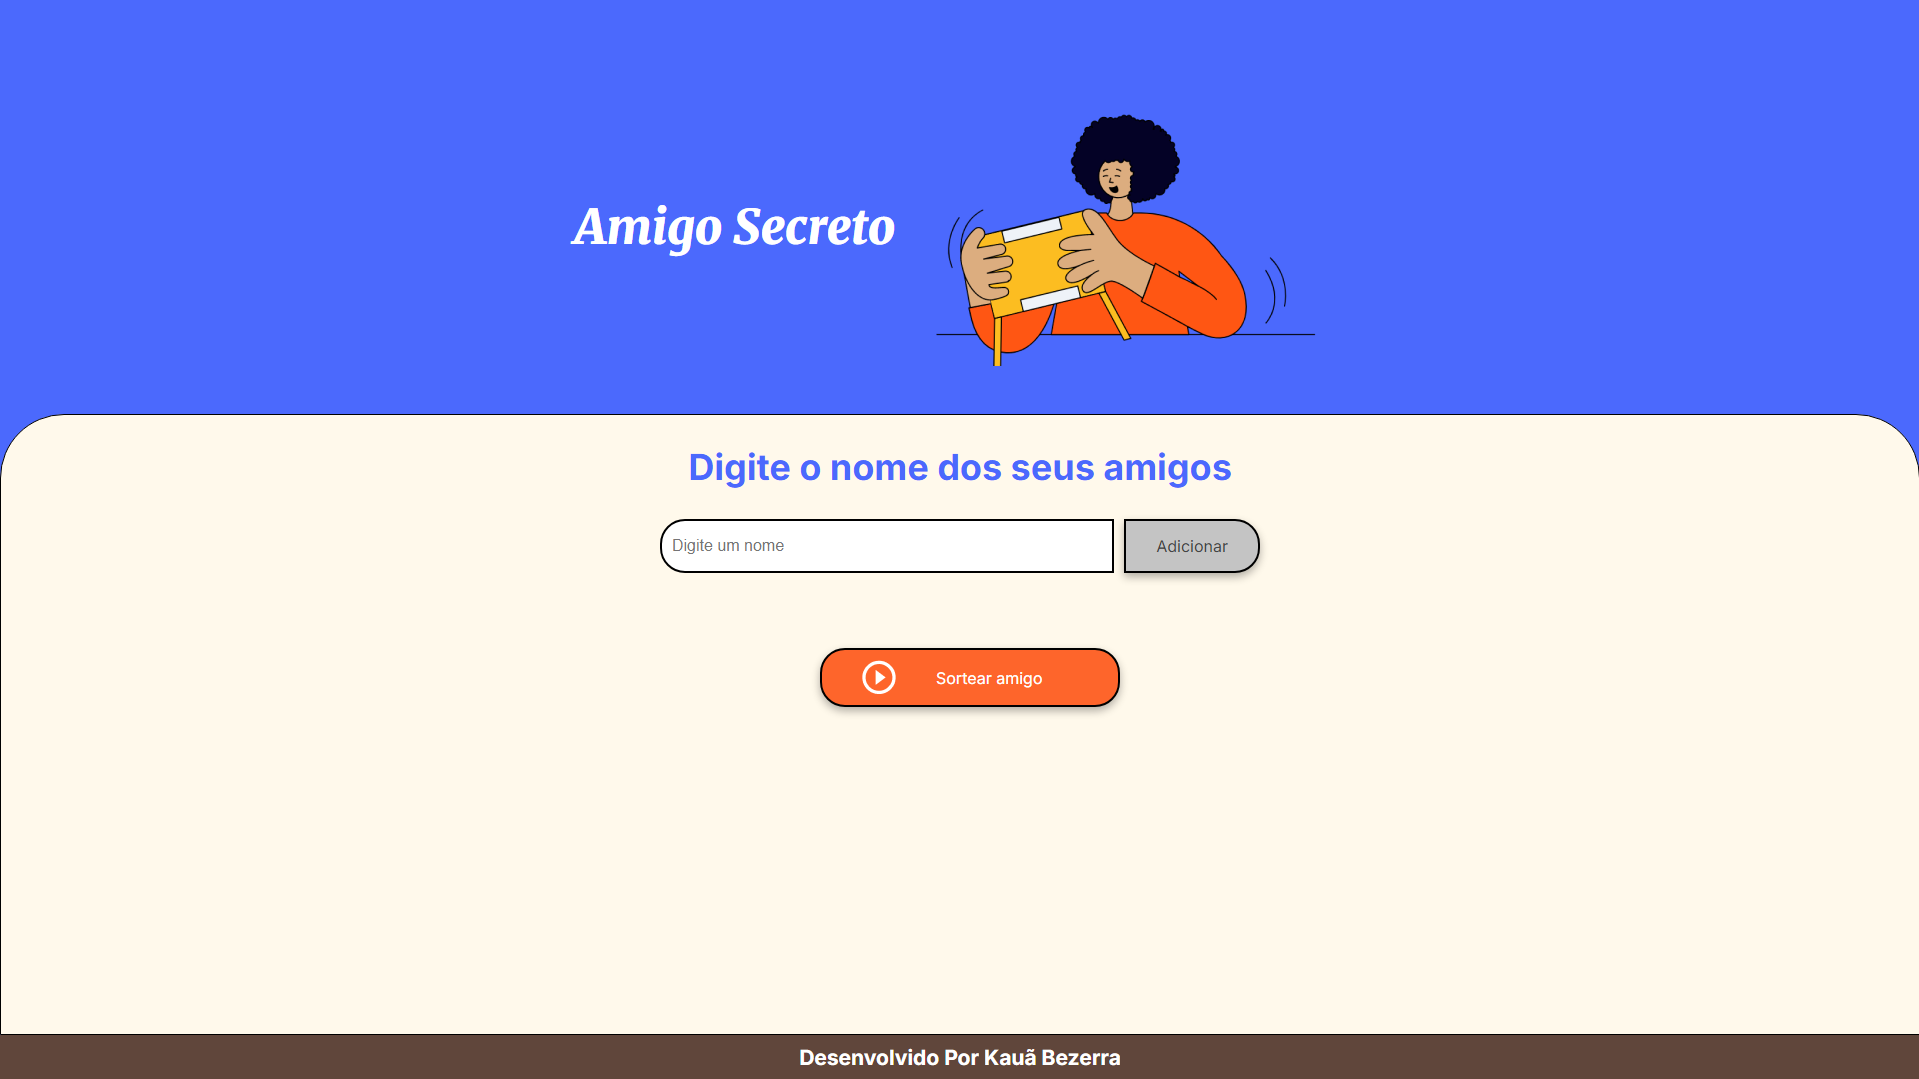 Amigo Secreto
Digite o nome dos seus amigos
Digite um nome
Adicionar
Sortear amigo
Desenvolvido Por Kauã Bezerra